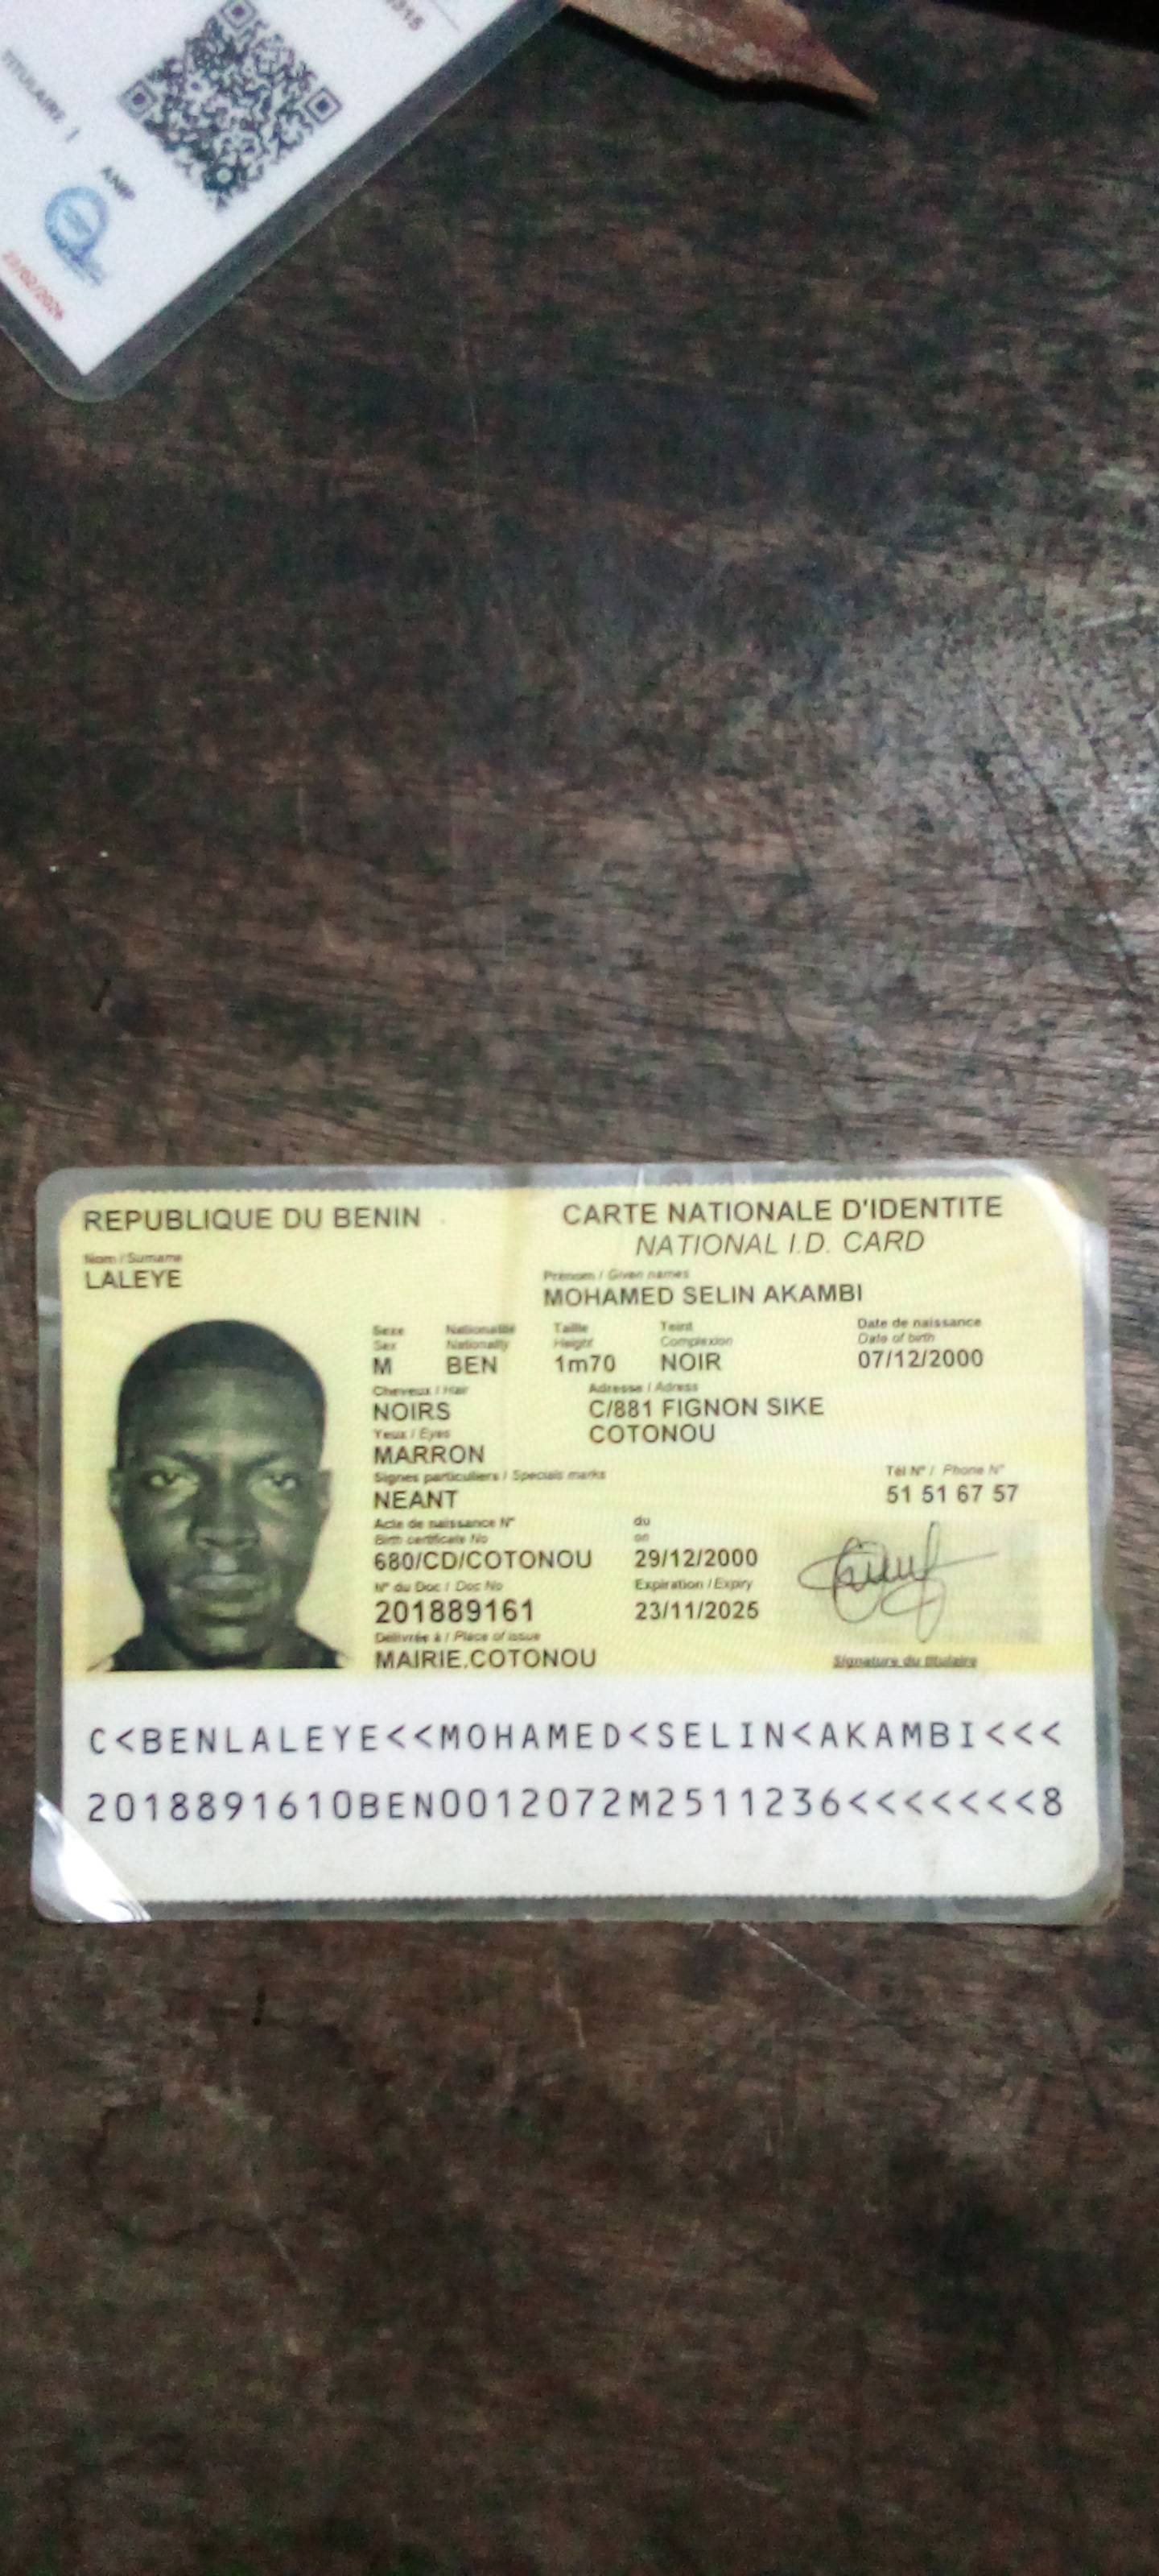 TITULAIRE
ANIP
23/02/2026
REPUBLIQUE DU BENIN
CARTE NATIONALE D'IDENTITE
NATIONAL I.D. CARD
Nom / Surname
LALEYE
Prénom / Given names
MOHAMED SELIN AKAMBI
Sexe Nationalité Taille Teint Date de naissance
Sex Nationality Height Complexion Date of birth
M BEN 1m70 NOIR 07/12/2000
Cheveux / Hair Adresse / Adress
NOIRS C/881 FIGNON SIKE
Yeux / Eyes COTONOU
MARRON
Signes particuliers / Specials marks Tél N° / Phone N°
NEANT 51 51 67 57
Acte de naissance N° du
Birth certificate No on
680/CD/COTONOU 29/12/2000
N° du Doc / Doc No Expiration / Expiry
201889161 23/11/2025
Délivrée à / Place of issue
MAIRIE.COTONOU Signature du titulaire
C<BENLALEYE<<MOHAMED<SELIN<AKAMBI<<<
2018891610BEN0012072M2511236<<<<<<<8